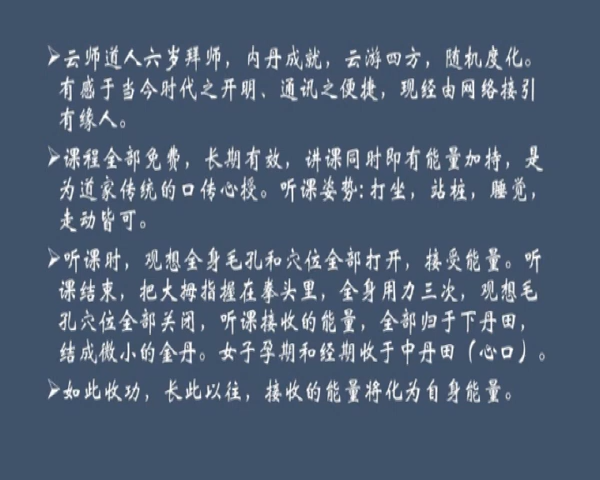 ➢云师道人六岁拜师，内丹成就，云游四方，随机度化。
有感于当今时代之开明、通讯之便捷，现经由网络接引
有缘人。
➢课程全部免费，长期有效，讲课同时即有能量加持，是
为道家传统的口传心授。听课姿势:打坐，站桩，睡觉，
走动皆可。
➢听课时，观想全身毛孔和穴位全部打开，接受能量。听
课结束，把大拇指握在拳头里，全身用力三次，观想毛
孔穴位全部关闭，听课接收的能量，全部归于下丹田，
结成微小的金丹。女子孕期和经期收于中丹田（心口）。
➢如此收功，长此以往，接收的能量将化为自身能量。